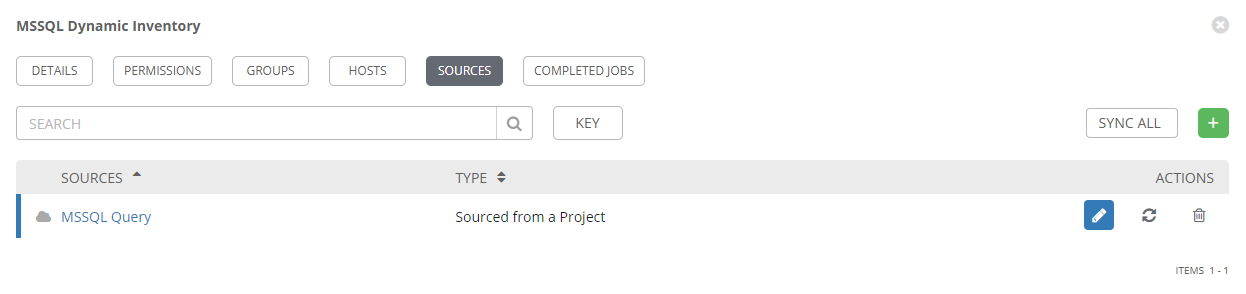 MSSQL Dynamic Inventory
DETAILS PERMISSIONS GROUPS HOSTS SOURCES COMPLETED JOBS
SEARCH KEY SYNC ALL +
SOURCES TYPE ACTIONS
MSSQL Query Sourced from a Project
ITEMS 1 - 1